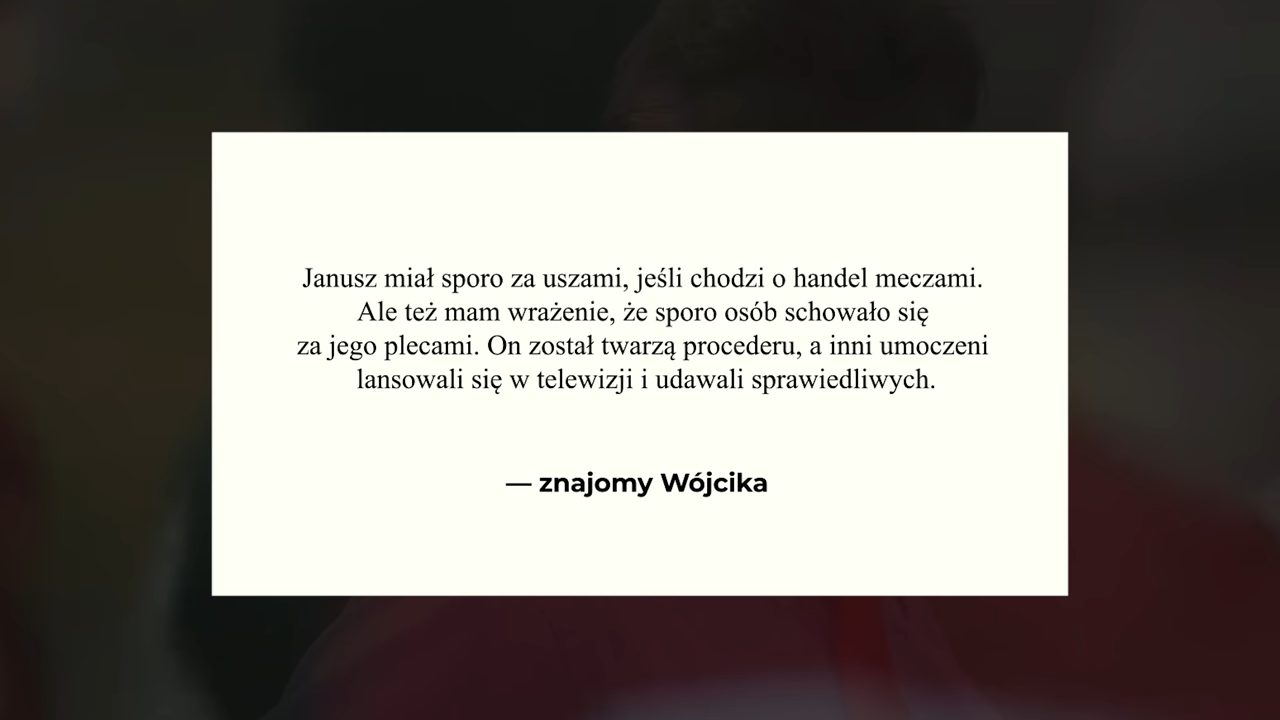 Janusz miał sporo za uszami, jeśli chodzi o handel meczami.
Ale też mam wrażenie, że sporo osób schowało się
za jego plecami. On został twarzą procederu, a inni umoczeni
lansowali się w telewizji i udawali sprawiedliwych.
— znajomy Wójcika